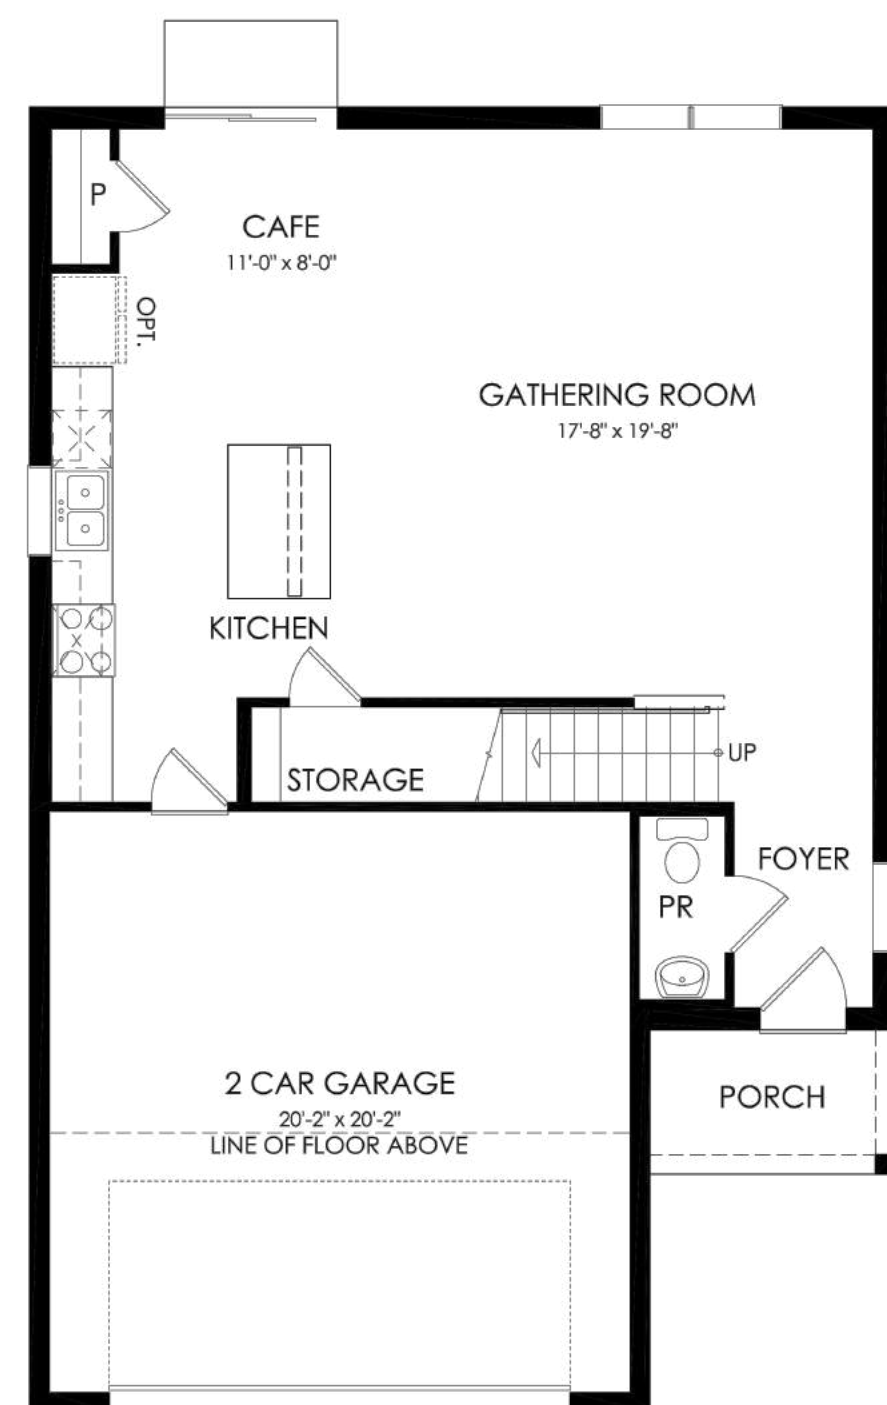 P
CAFE
11'-0" x 8'-0"
OPT.
GATHERING ROOM
17'-8" x 19'-8"
KITCHEN
STORAGE
UP
FOYER
PR
2 CAR GARAGE
20'-2" x 20'-2"
LINE OF FLOOR ABOVE
PORCH